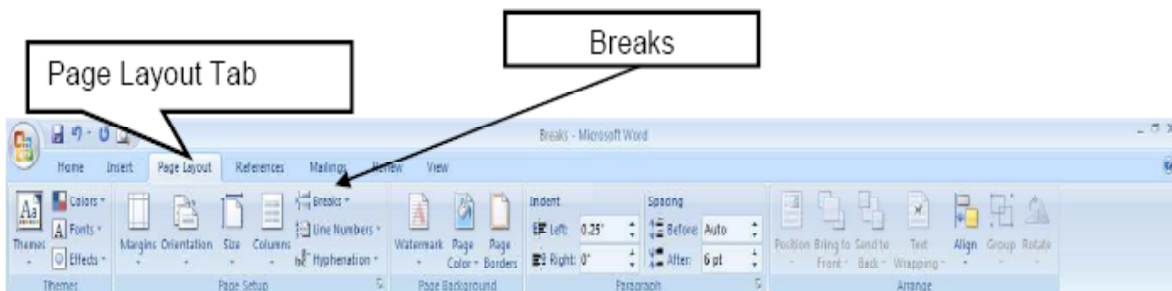 Breaks
Page Layout Tab
Breaks - Microsoft Word
Home Insert Page Layout References Mailings Review View
Aa Colors Breaks Indent Spacing
A Fonts Line Numbers Left: 0.25" Before: Auto
Themes Effects Margins Orientation Size Columns Hyphenation Watermark Page Color Page Borders Right: 0" After: 6 pt Position Bring to Front Send to Back Text Wrapping Align Group Rotate
Themes Page Setup Page Background Paragraph Arrange